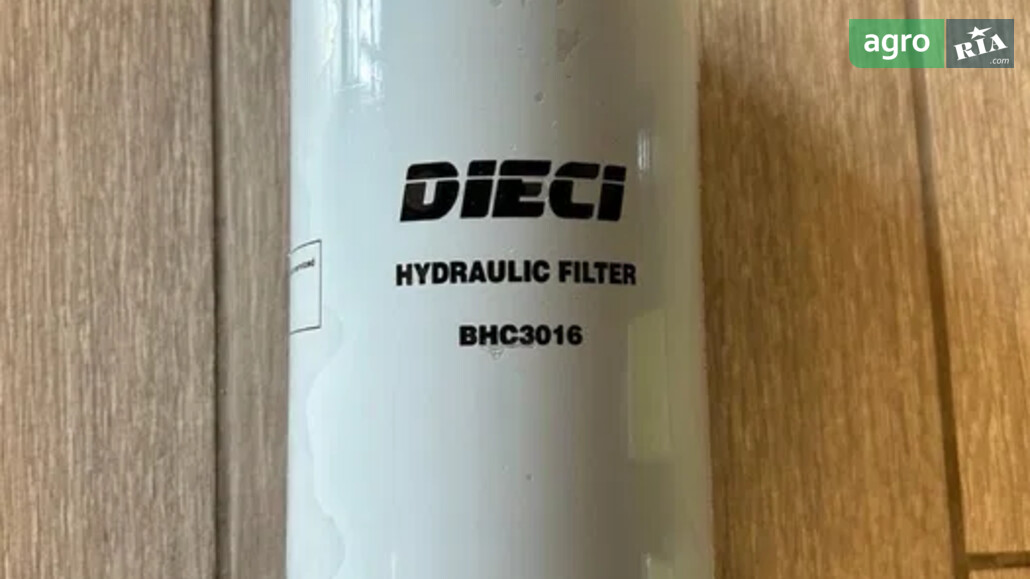 agro RIA
.com
DIECI
HYDRAULIC FILTER
BHC3016